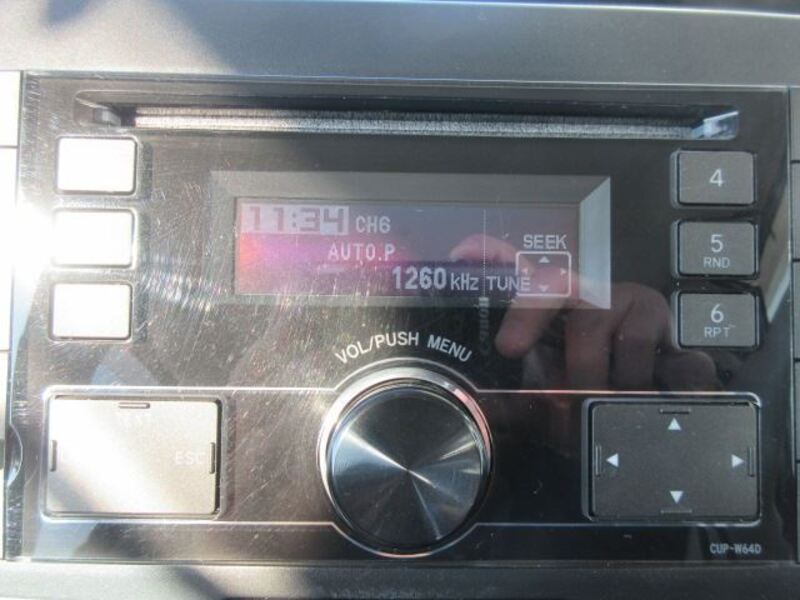 11:34 CH6
AUTO.P
SEEK
1260 kHz TUNE
Canon
VOL/PUSH MENU
4
5
RND
6
RPT
ESC
CUP-W64D